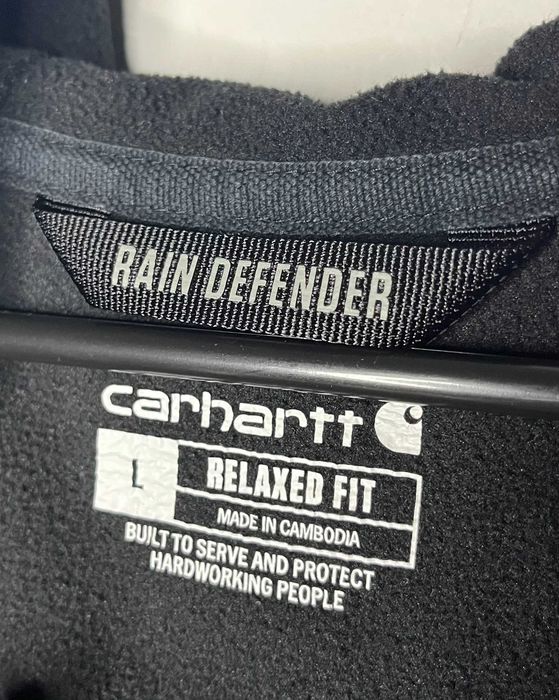 RAIN DEFENDER
carhartt
L
RELAXED FIT
MADE IN CAMBODIA
BUILT TO SERVE AND PROTECT
HARDWORKING PEOPLE